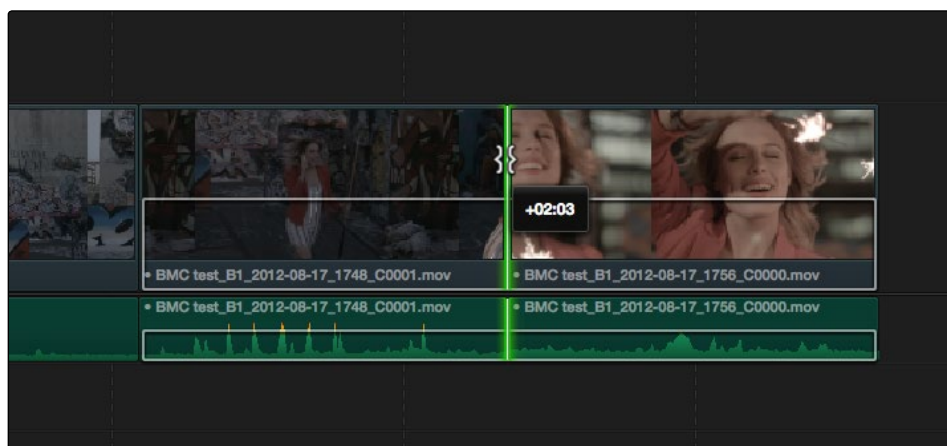 +02:03
• BMC test_B1_2012-08-17_1748_C0001.mov
• BMC test_B1_2012-08-17_1756_C0000.mov
• BMC test_B1_2012-08-17_1748_C0001.mov
• BMC test_B1_2012-08-17_1756_C0000.mov